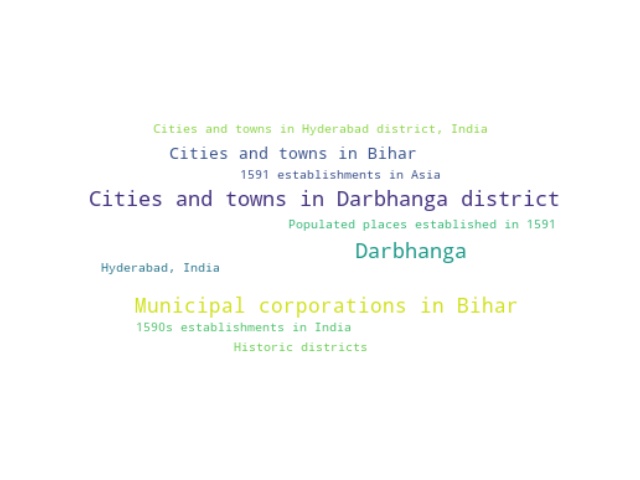 Cities and towns in Hyderabad district, India
Cities and towns in Bihar
1591 establishments in Asia
Cities and towns in Darbhanga district
Populated places established in 1591
Darbhanga
Hyderabad, India
Municipal corporations in Bihar
1590s establishments in India
Historic districts